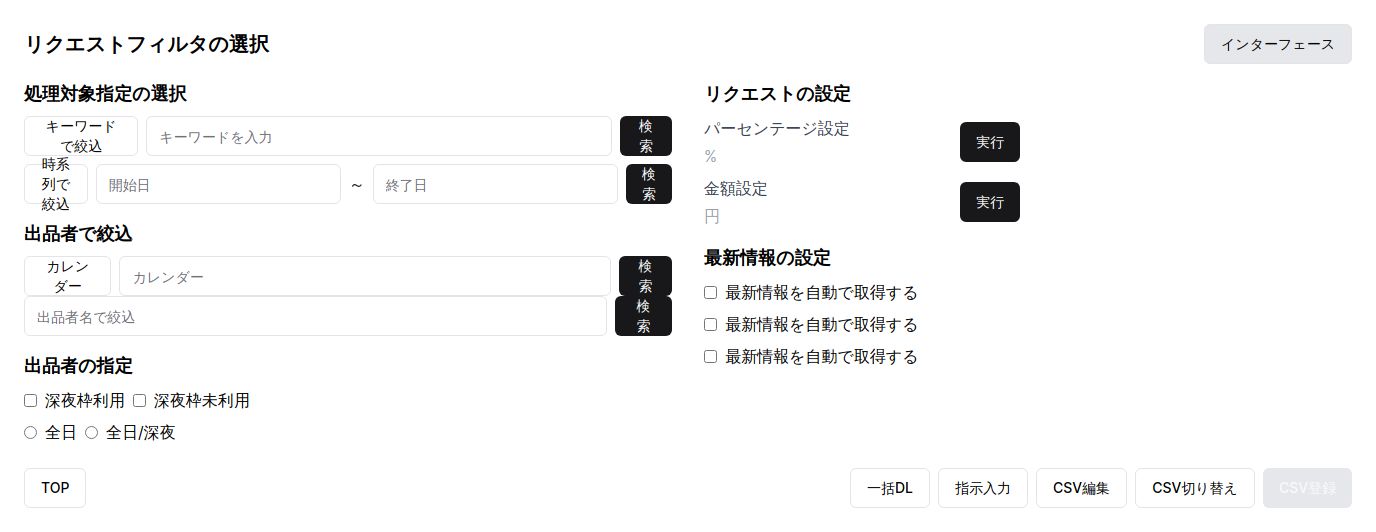 リクエストフィルタの選択
インターフェース
処理対象指定の選択
キーワード
で絞込
キーワードを入力
検
索
時系
列で
絞込
開始日
～
終了日
検
索
出品者で絞込
カレン
ダー
カレンダー
検
索
出品者名で絞込
検
索
出品者の指定
深夜枠利用 深夜枠未利用
全日 全日/深夜
リクエストの設定
パーセンテージ設定
%
実行
金額設定
円
実行
最新情報の設定
最新情報を自動で取得する
最新情報を自動で取得する
最新情報を自動で取得する
TOP
一括DL
指示入力
CSV編集
CSV切り替え
CSV登録